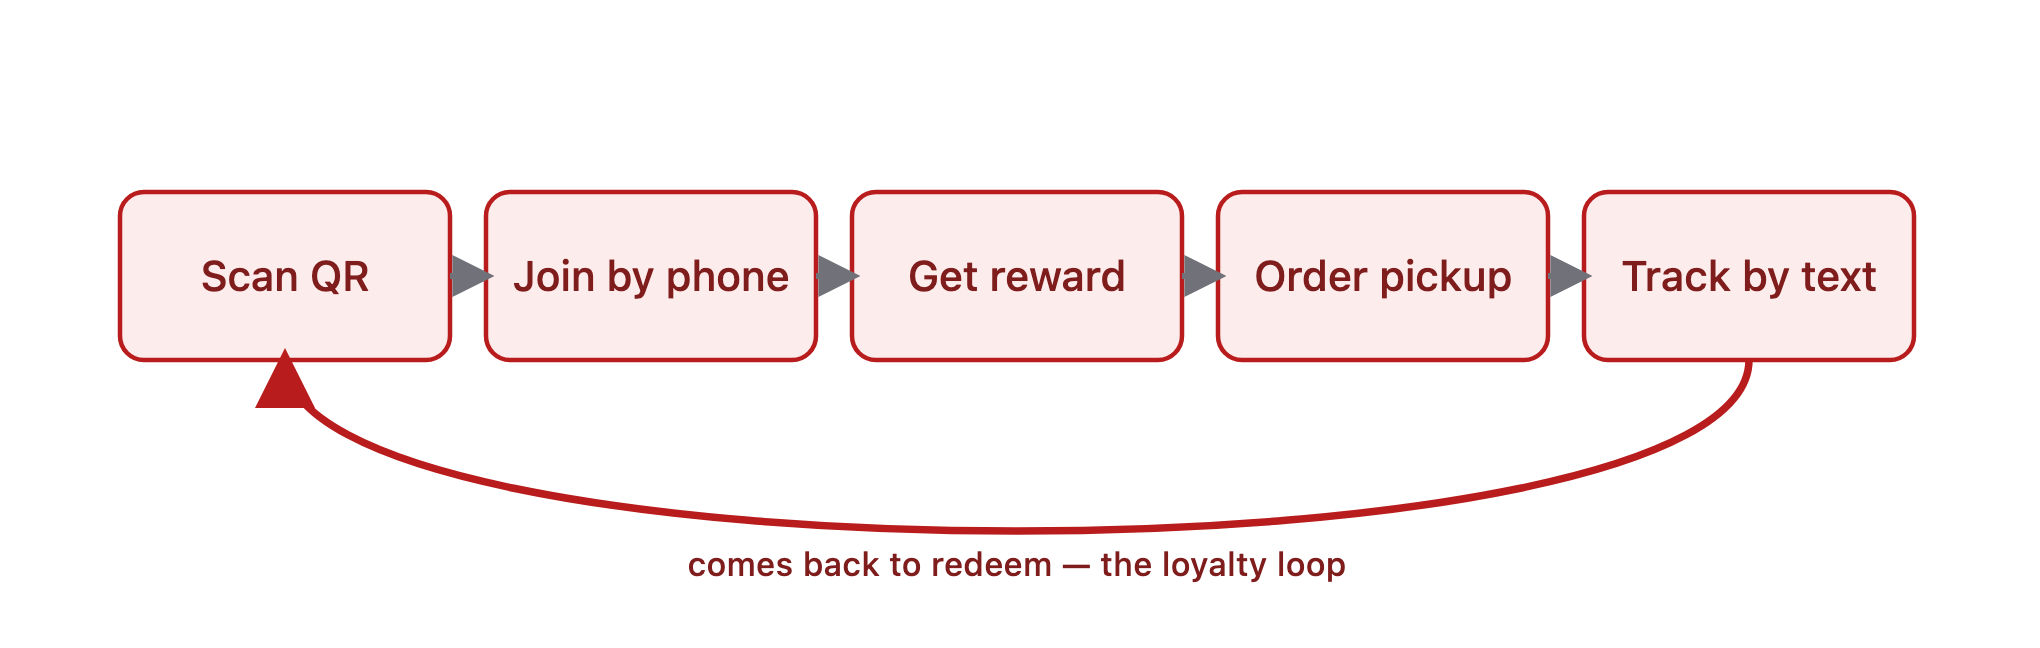 Scan QR
Join by phone
Get reward
Order pickup
Track by text
comes back to redeem — the loyalty loop